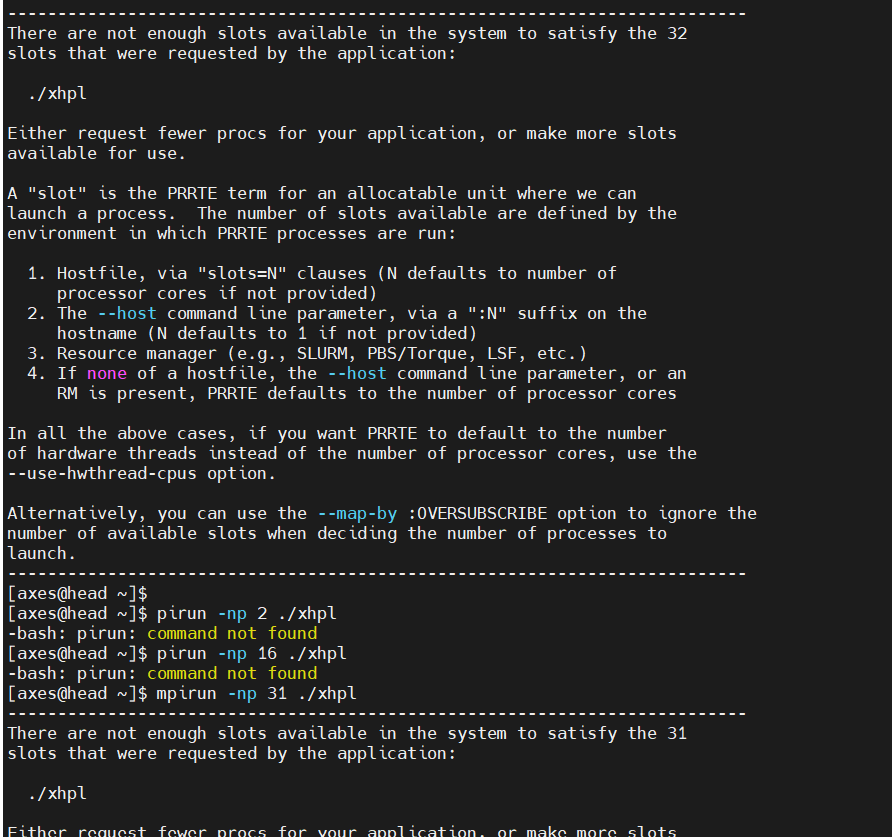 --------------------------------------------------------------------------
There are not enough slots available in the system to satisfy the 32
slots that were requested by the application:

  ./xhpl

Either request fewer procs for your application, or make more slots
available for use.

A "slot" is the PRRTE term for an allocatable unit where we can
launch a process.  The number of slots available are defined by the
environment in which PRRTE processes are run:

  1. Hostfile, via "slots=N" clauses (N defaults to number of
     processor cores if not provided)
  2. The --host command line parameter, via a ":N" suffix on the
     hostname (N defaults to 1 if not provided)
  3. Resource manager (e.g., SLURM, PBS/Torque, LSF, etc.)
  4. If none of a hostfile, the --host command line parameter, or an
     RM is present, PRRTE defaults to the number of processor cores

In all the above cases, if you want PRRTE to default to the number
of hardware threads instead of the number of processor cores, use the
--use-hwthread-cpus option.

Alternatively, you can use the --map-by :OVERSUBSCRIBE option to ignore the
number of available slots when deciding the number of processes to
launch.
--------------------------------------------------------------------------
[axes@head ~]$
[axes@head ~]$ pirun -np 2 ./xhpl
-bash: pirun: command not found
[axes@head ~]$ pirun -np 16 ./xhpl
-bash: pirun: command not found
[axes@head ~]$ mpirun -np 31 ./xhpl
--------------------------------------------------------------------------
There are not enough slots available in the system to satisfy the 31
slots that were requested by the application:

  ./xhpl

Either request fewer procs for your application, or make more slots